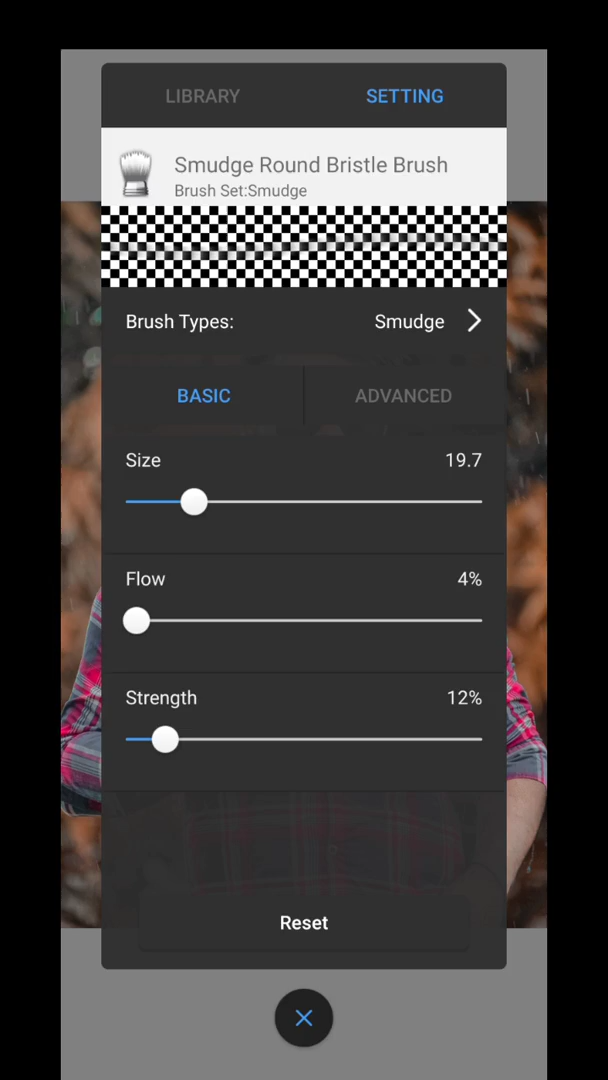 LIBRARY
SETTING
Smudge Round Bristle Brush
Brush Set:Smudge
Brush Types:
Smudge
BASIC
ADVANCED
Size
19.7
Flow
4%
Strength
12%
Reset